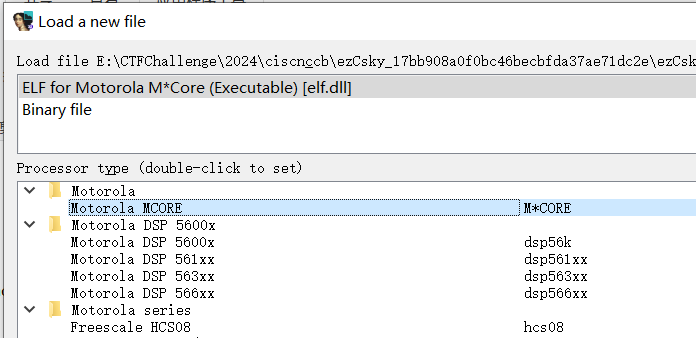 Load a new file
Load file E:\CTFChallenge\2024\ciscnccb\ezCsky_17bb908a0f0bc46becbfda37ae71dc2e\ezCsk
ELF for Motorola M*Core (Executable) [elf.dll]
Binary file
Processor type (double-click to set)
Motorola
Motorola MCORE M*CORE
Motorola DSP 5600x
Motorola DSP 5600x dsp56k
Motorola DSP 561xx dsp561xx
Motorola DSP 563xx dsp563xx
Motorola DSP 566xx dsp566xx
Motorola series
Freescale HCS08 hcs08